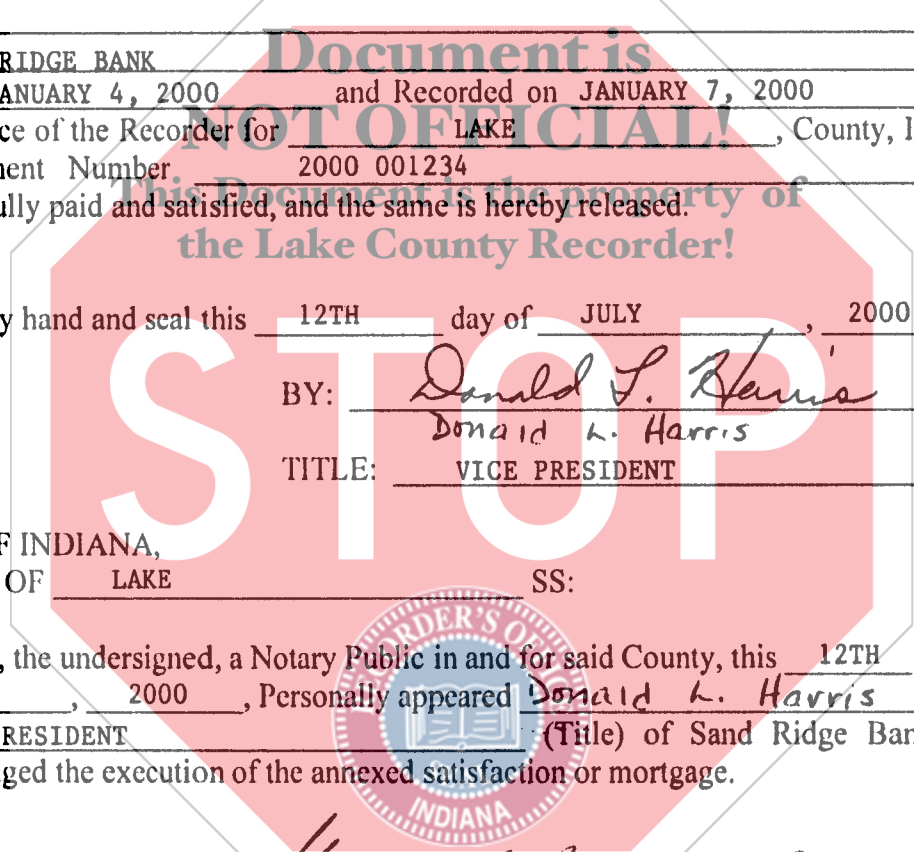 RIDGE BANK
Document is
ANUARY 4, 2000 and Recorded on JANUARY 7, 2000
NOT OFFICIAL!
ce of the Recorder for LAKE , County, I
ent Number 2000 001234
This Document is the property of
ully paid and satisfied, and the same is hereby released.
the Lake County Recorder!
y hand and seal this 12TH day of JULY , 2000
STOP
BY: Donald L. Harris
Donald L. Harris
TITLE: VICE PRESIDENT
F INDIANA,
OF LAKE SS:
RECORDER'S OFFICE
, the undersigned, a Notary Public in and for said County, this 12TH
, 2000 , Personally appeared Donald L. Harris
RESIDENT (Title) of Sand Ridge Ban
ged the execution of the annexed satisfaction or mortgage.
INDIANA